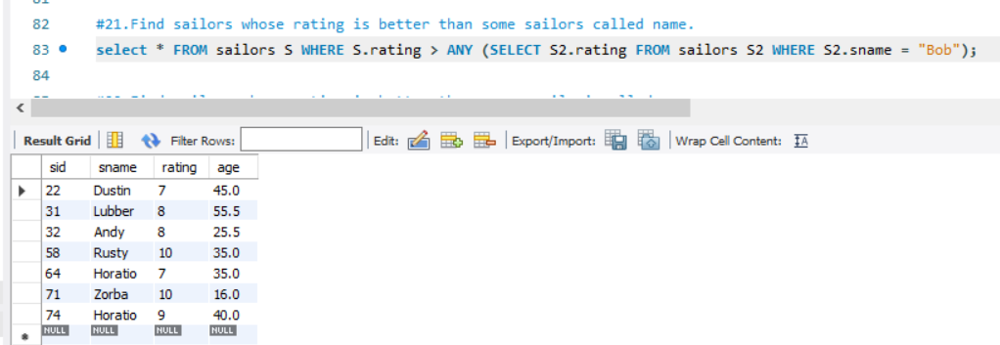 82 #21.Find sailors whose rating is better than some sailors called name.
83 select * FROM sailors S WHERE S.rating > ANY (SELECT S2.rating FROM sailors S2 WHERE S2.sname = "Bob");
84
Result Grid Filter Rows: Edit: Export/Import: Wrap Cell Content:
sid sname rating age
22 Dustin 7 45.0
31 Lubber 8 55.5
32 Andy 8 25.5
58 Rusty 10 35.0
64 Horatio 7 35.0
71 Zorba 10 16.0
74 Horatio 9 40.0
NULL NULL NULL NULL